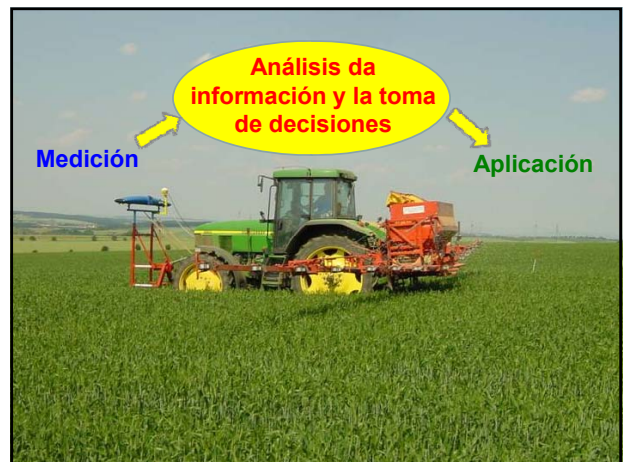 Análisis da
información y la toma
de decisiones
Medición
Aplicación